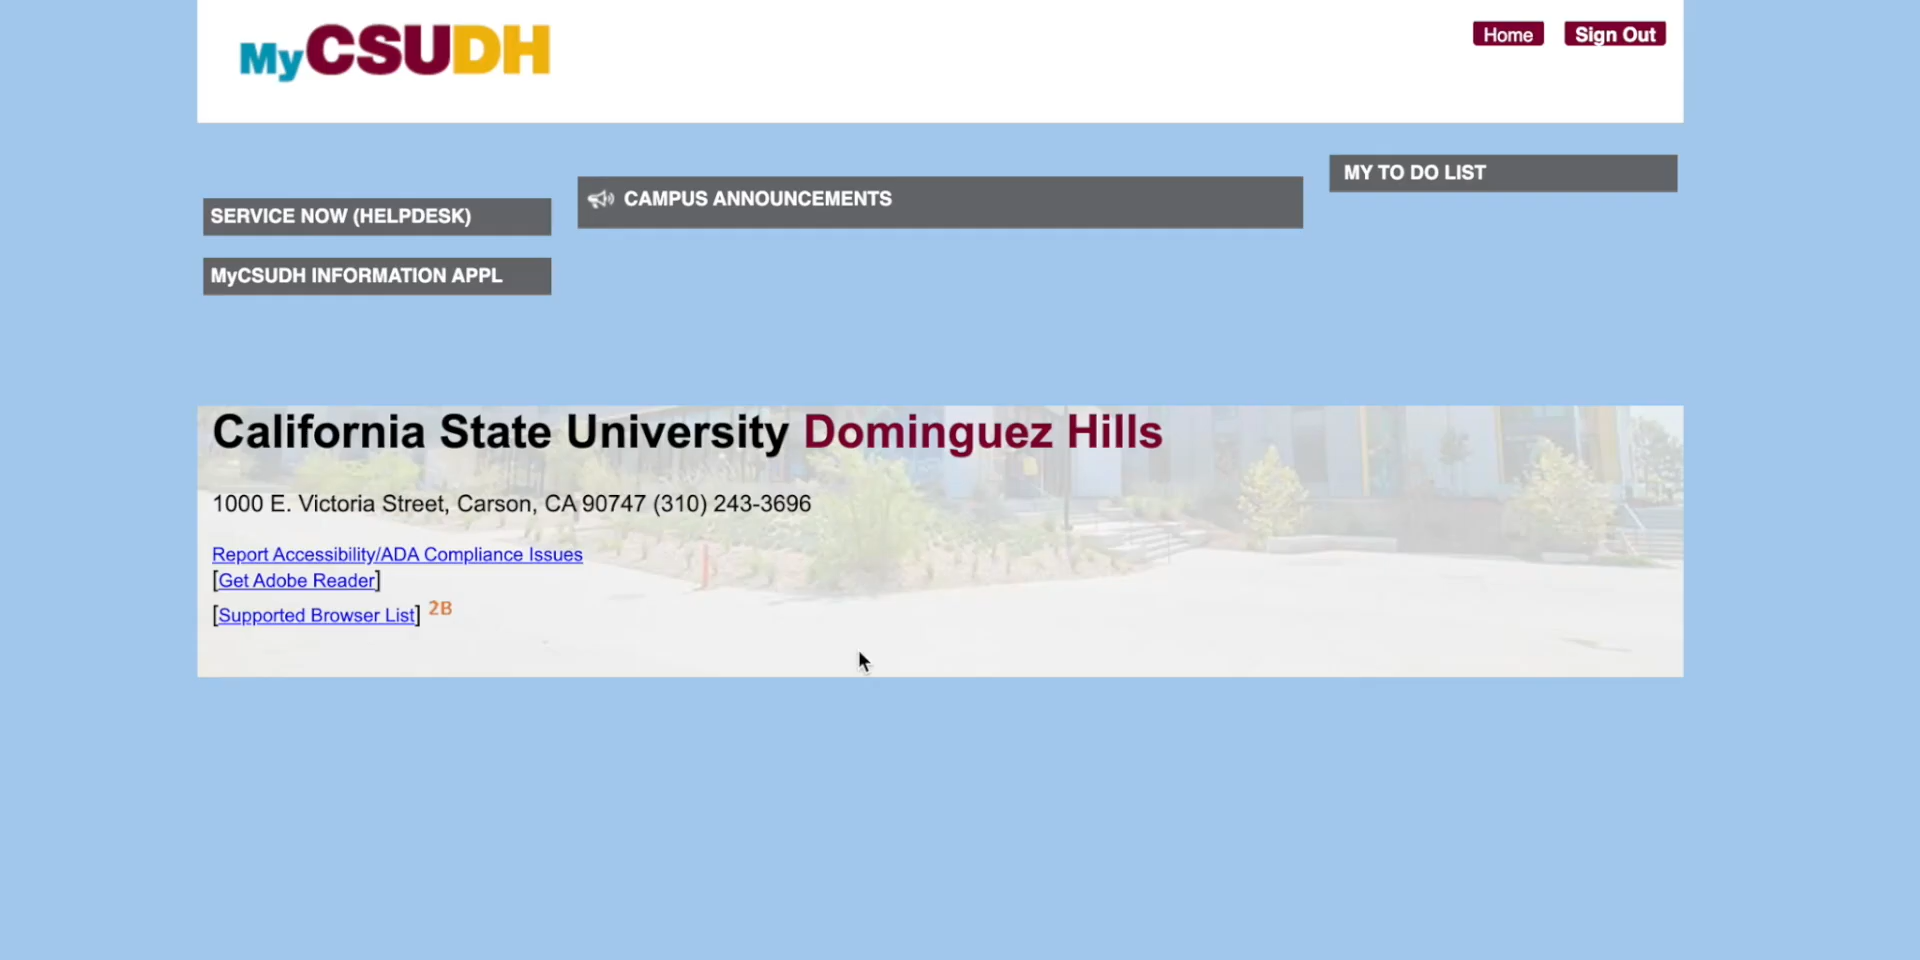 MyCSUDH
Home
Sign Out
MY TO DO LIST
CAMPUS ANNOUNCEMENTS
SERVICE NOW (HELPDESK)
MyCSUDH INFORMATION APPL
California State University Dominguez Hills
1000 E. Victoria Street, Carson, CA 90747 (310) 243-3696
Report Accessibility/ADA Compliance Issues
[Get Adobe Reader]
[Supported Browser List] 2B